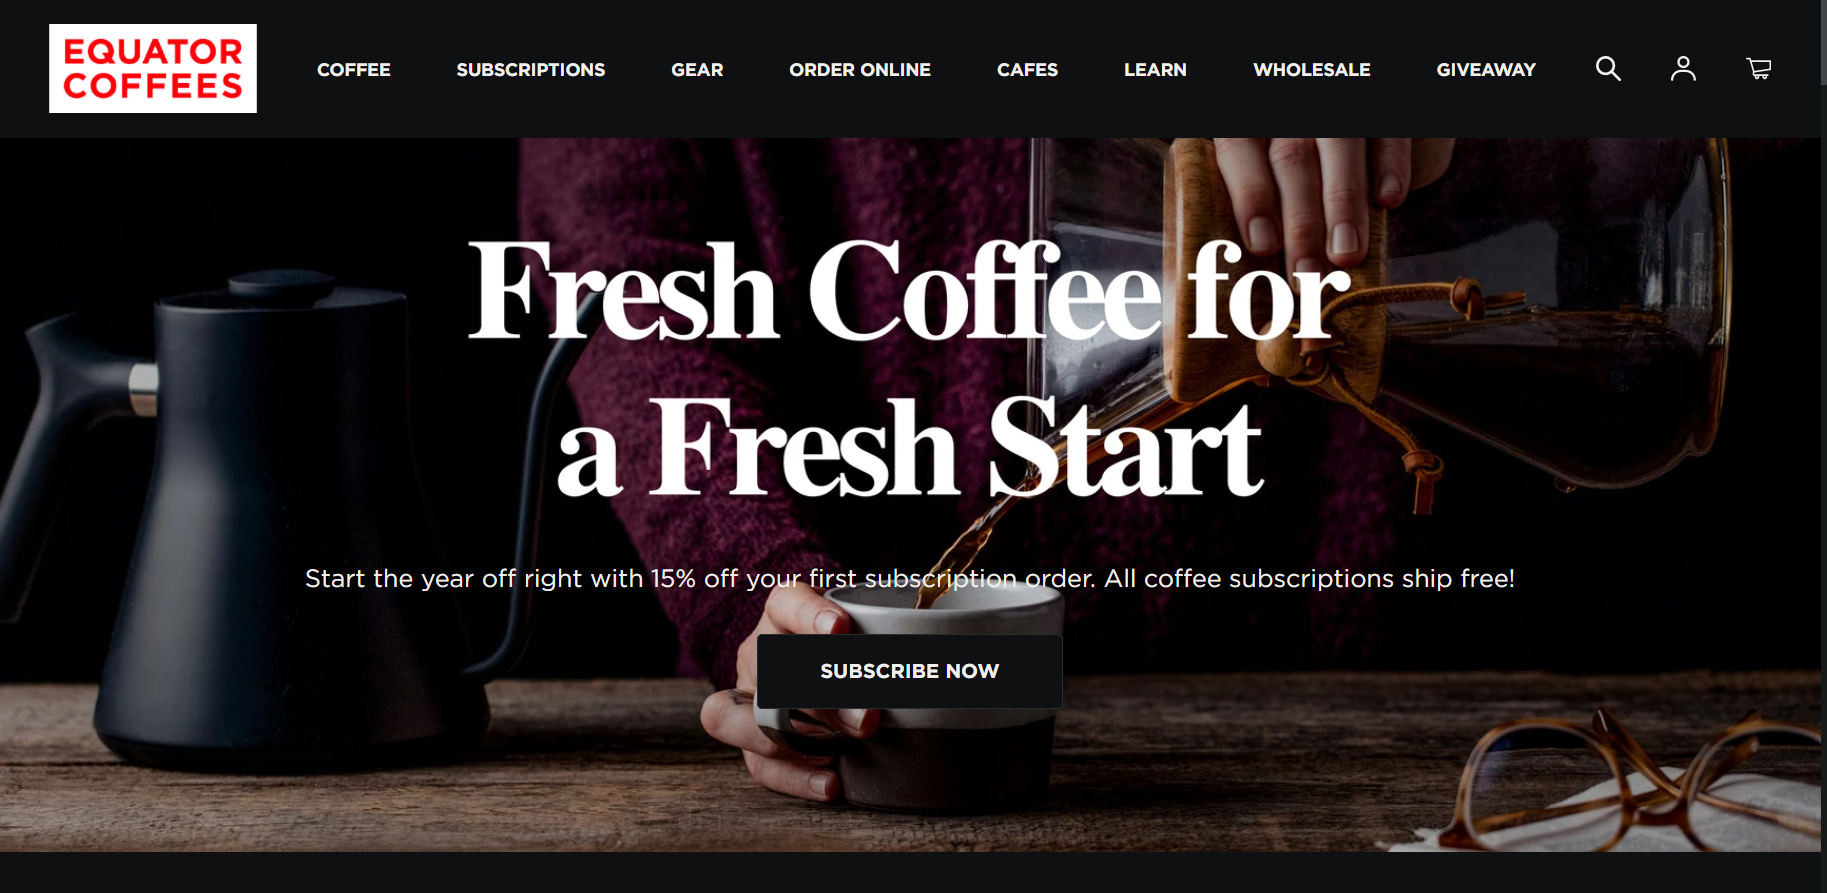 EQUATOR
COFFEES
COFFEE SUBSCRIPTIONS GEAR ORDER ONLINE CAFES LEARN WHOLESALE GIVEAWAY
Fresh Coffee for
a Fresh Start
Start the year off right with 15% off your first subscription order. All coffee subscriptions ship free!
SUBSCRIBE NOW